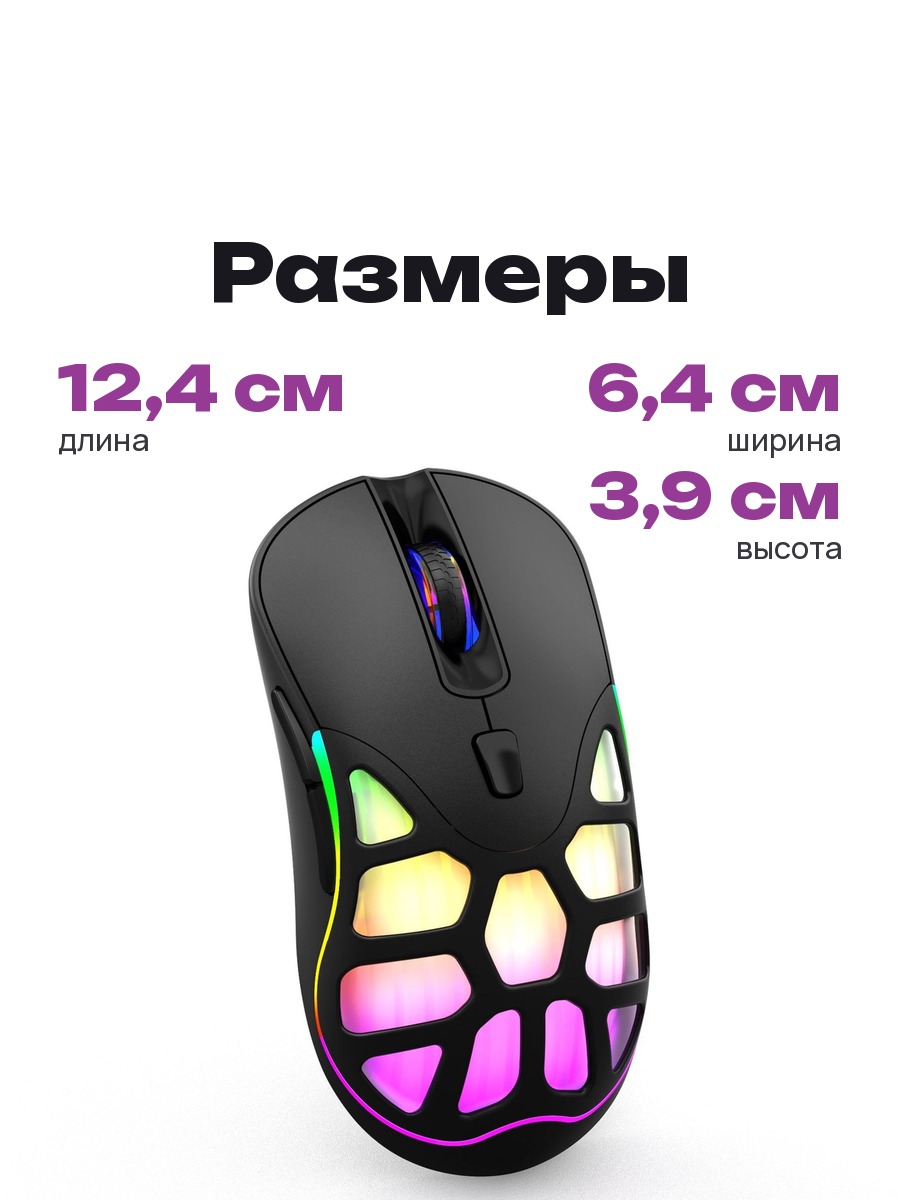 Размеры
12,4 см
длина
6,4 см
ширина
3,9 см
высота